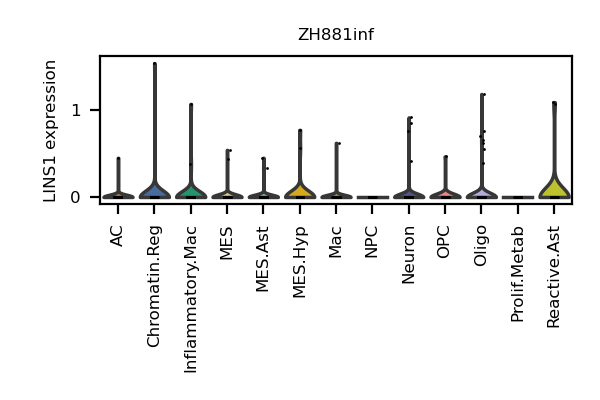 ZH881inf
LINS1 expression
1
0
AC
Chromatin.Reg
Inflammatory.Mac
MES
MES.Ast
MES.Hyp
Mac
NPC
Neuron
OPC
Oligo
Prolif.Metab
Reactive.Ast